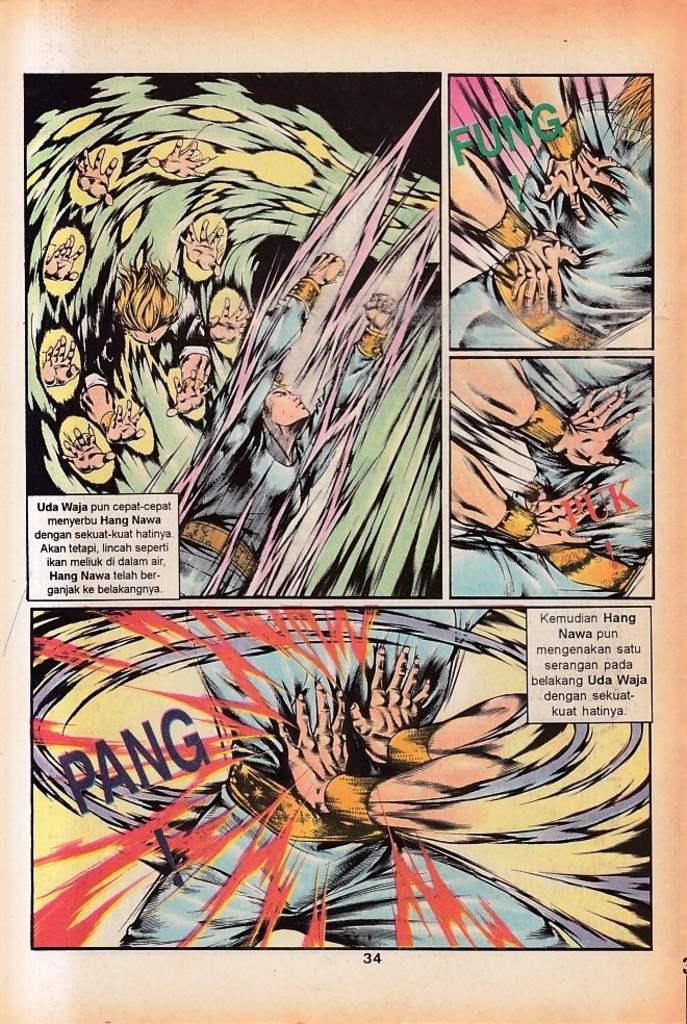 Uda Waja pun cepat-cepat
menyerbu Hang Nawa
dengan sekuat-kuat hatinya.
Akan tetapi, lincah seperti
ikan meliuk di dalam air,
Hang Nawa telah ber-
ganjak ke belakangnya.
FUNG
!
PUK
!
Kemudian Hang
Nawa pun
mengenakan satu
serangan pada
belakang Uda Waja
dengan sekuat-
kuat hatinya.
PANG
!
34